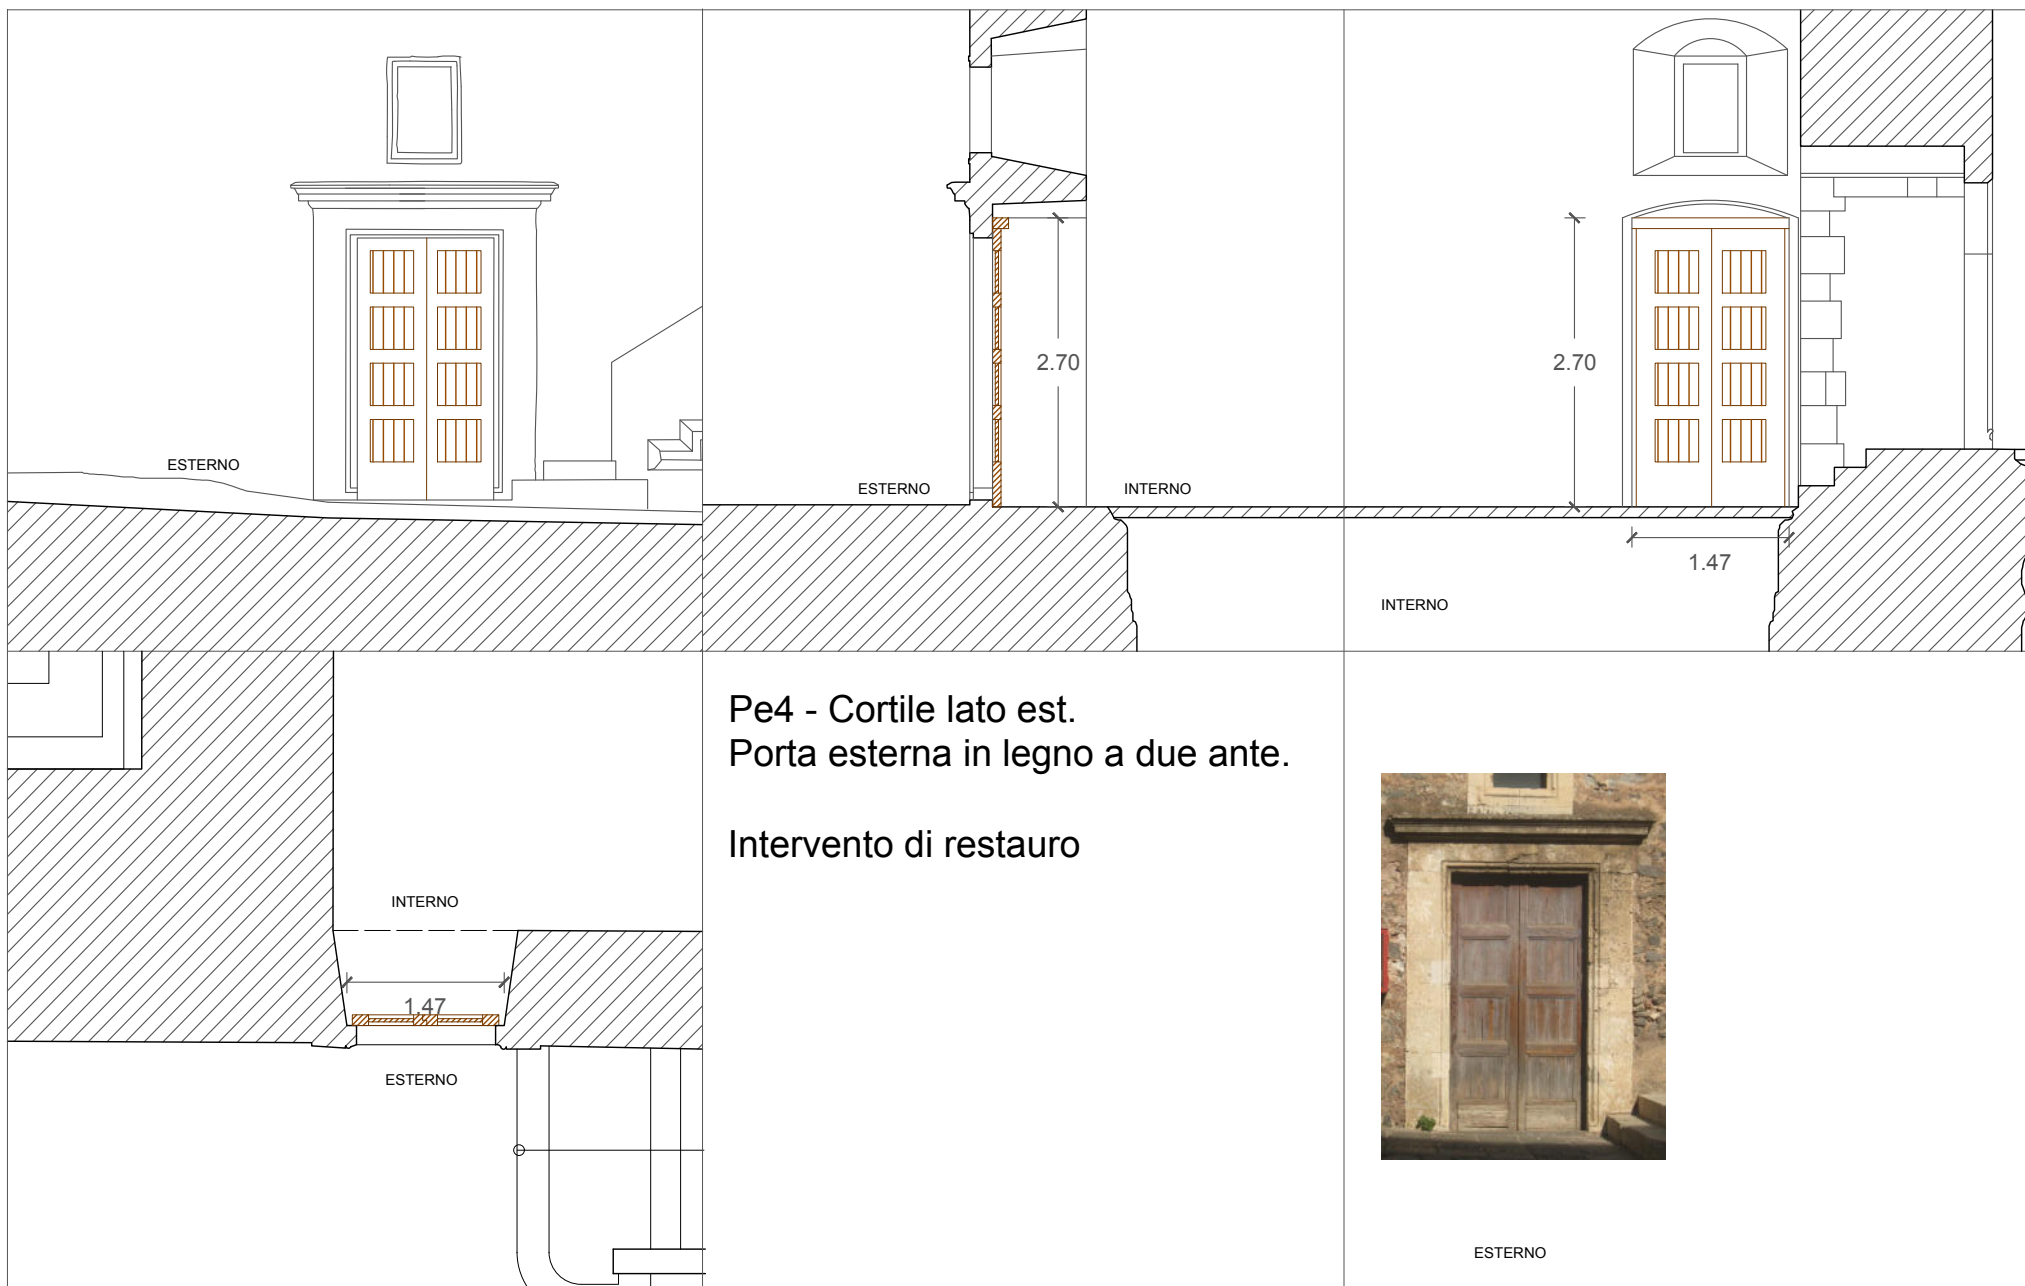 ESTERNO
ESTERNO
INTERNO
2.70
2.70
1.47
INTERNO
Pe4 - Cortile lato est.
Porta esterna in legno a due ante.
Intervento di restauro
INTERNO
1.47
ESTERNO
ESTERNO